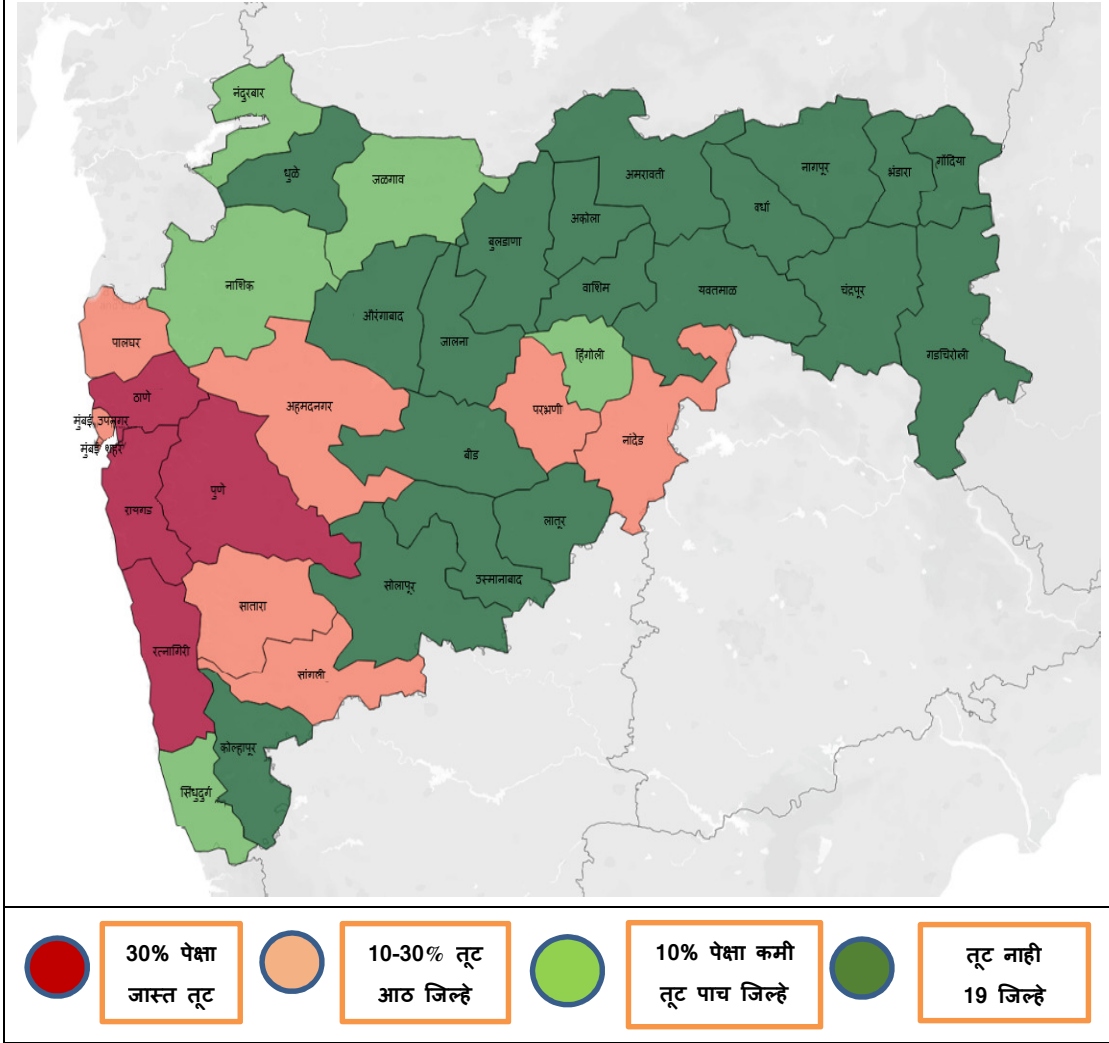 नंदुरबार
धुळे
जळगाव
नाशिक
पालघर
ठाणे
मुंबई उपनगर
मुंबई शहर
रायगड
पुणे
अहमदनगर
औरंगाबाद
जालना
बुलडाणा
अकोला
अमरावती
वाशिम
वर्धा
नागपूर
भंडारा
गोंदिया
यवतमाळ
चंद्रपूर
गडचिरोली
हिंगोली
परभणी
नांदेड
बीड
लातूर
उस्मानाबाद
सोलापूर
सातारा
सांगली
रत्नागिरी
कोल्हापूर
सिंधुदुर्ग
30% पेक्षा
जास्त तूट
10-30% तूट
आठ जिल्हे
10% पेक्षा कमी
तूट पाच जिल्हे
तूट नाही
19 जिल्हे